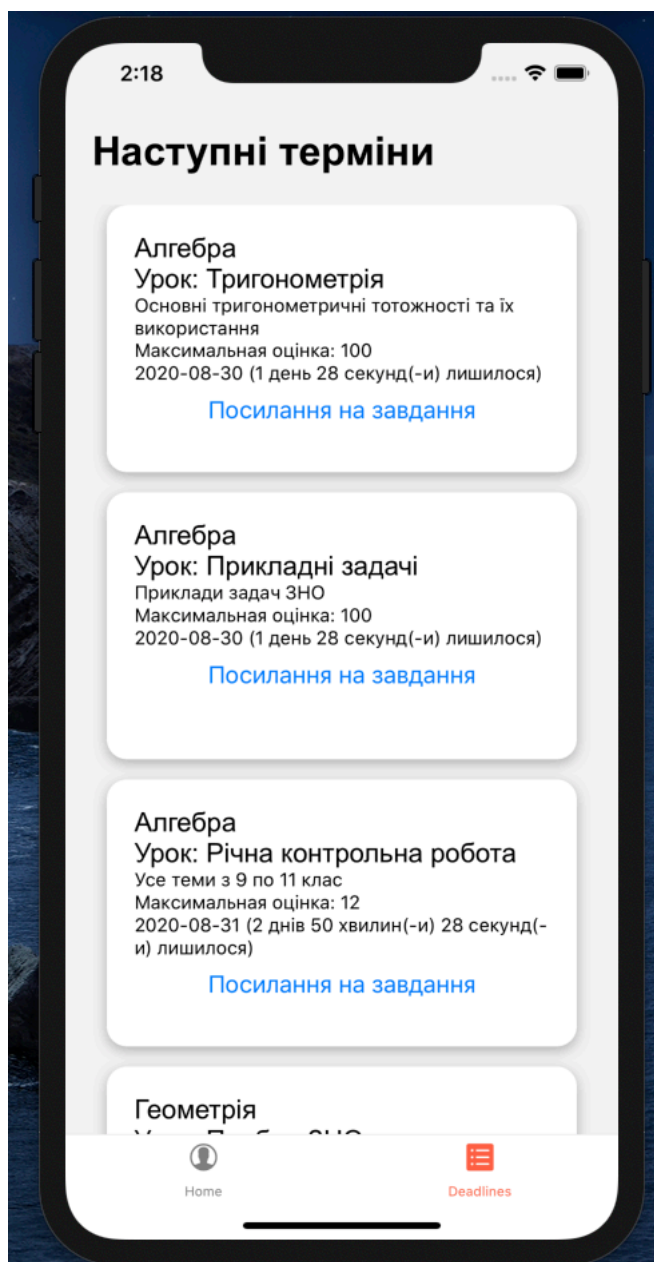 2:18
Наступні терміни
Алгебра
Урок: Тригонометрія
Основні тригонометричні тотожності та їх
використання
Максимальная оцінка: 100
2020-08-30 (1 день 28 секунд(-и) лишилося)
Посилання на завдання
Алгебра
Урок: Прикладні задачі
Приклади задач ЗНО
Максимальная оцінка: 100
2020-08-30 (1 день 28 секунд(-и) лишилося)
Посилання на завдання
Алгебра
Урок: Річна контрольна робота
Усе теми з 9 по 11 клас
Максимальная оцінка: 12
2020-08-31 (2 днів 50 хвилин(-и) 28 секунд(-
и) лишилося)
Посилання на завдання
Геометрія
Home
Deadlines